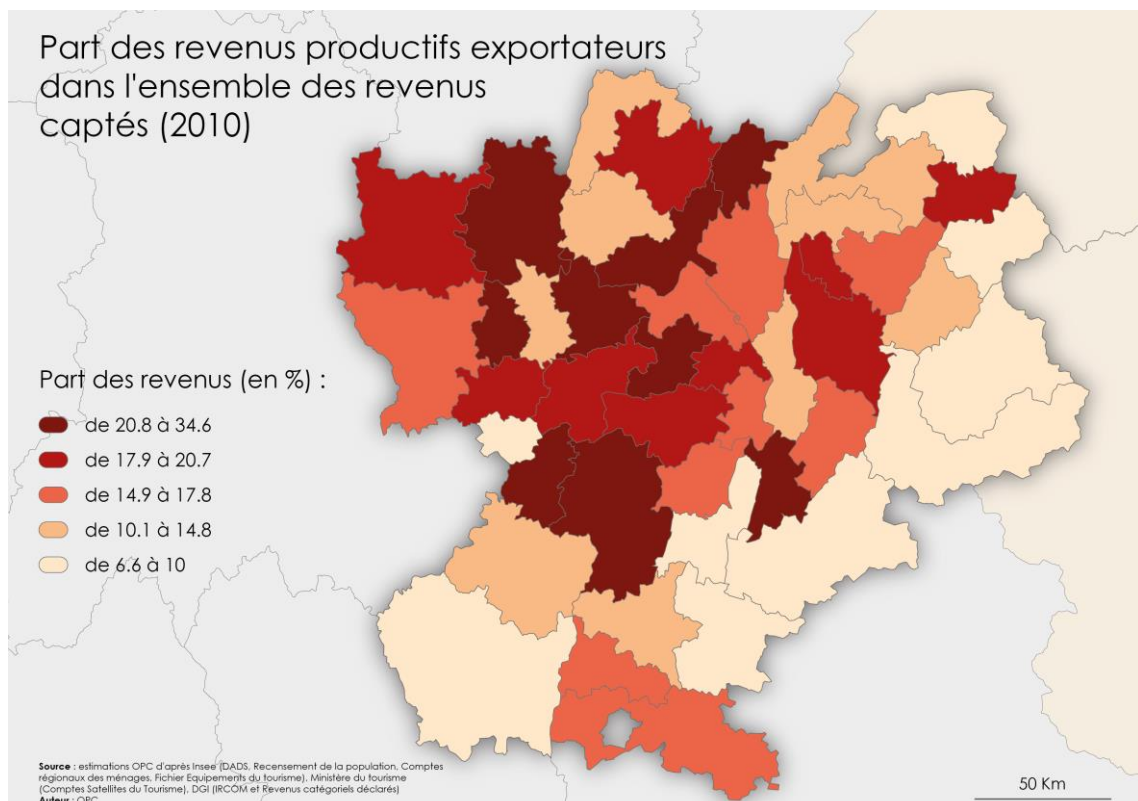 Part des revenus productifs exportateurs
dans l'ensemble des revenus
captés (2010)
Part des revenus (en %) :
de 20.8 à 34.6
de 17.9 à 20.7
de 14.9 à 17.8
de 10.1 à 14.8
de 6.6 à 10
Source : estimations OPC d'après Insee (DADS, Recensement de la population, Comptes
régionaux des ménages, Fichier Equipements du tourisme), Ministère du tourisme
(Comptes Satellites du Tourisme), DGI (IRCOM et Revenus catégoriels déclarés)
Auteur : OPC
50 Km